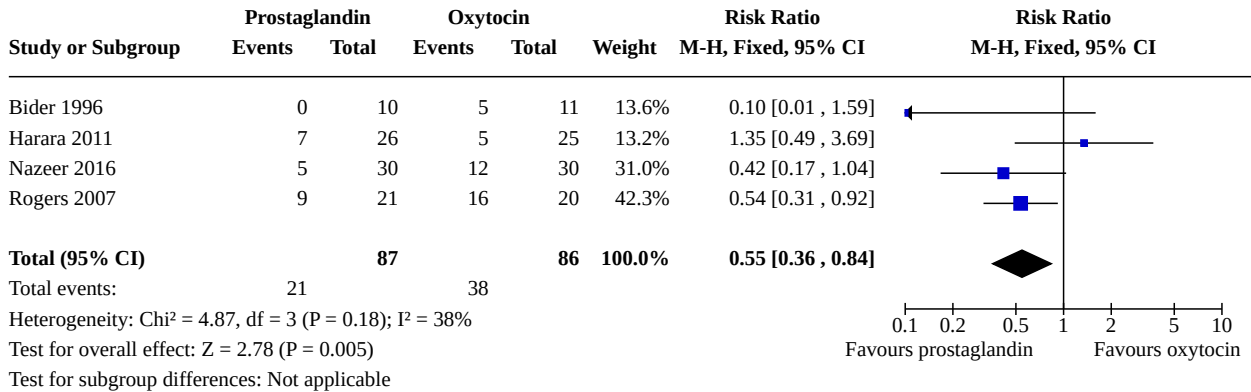 Prostaglandin Oxytocin Risk Ratio Risk Ratio
Study or Subgroup Events Total Events Total Weight M-H, Fixed, 95% CI M-H, Fixed, 95% CI
Bider 1996 0 10 5 11 13.6% 0.10 [0.01 , 1.59]
Harara 2011 7 26 5 25 13.2% 1.35 [0.49 , 3.69]
Nazeer 2016 5 30 12 30 31.0% 0.42 [0.17 , 1.04]
Rogers 2007 9 21 16 20 42.3% 0.54 [0.31 , 0.92]
Total (95% CI) 87 86 100.0% 0.55 [0.36 , 0.84]
Total events: 21 38
Heterogeneity: Chi² = 4.87, df = 3 (P = 0.18); I² = 38%
0.1 0.2 0.5 1 2 5 10
Test for overall effect: Z = 2.78 (P = 0.005) Favours prostaglandin Favours oxytocin
Test for subgroup differences: Not applicable